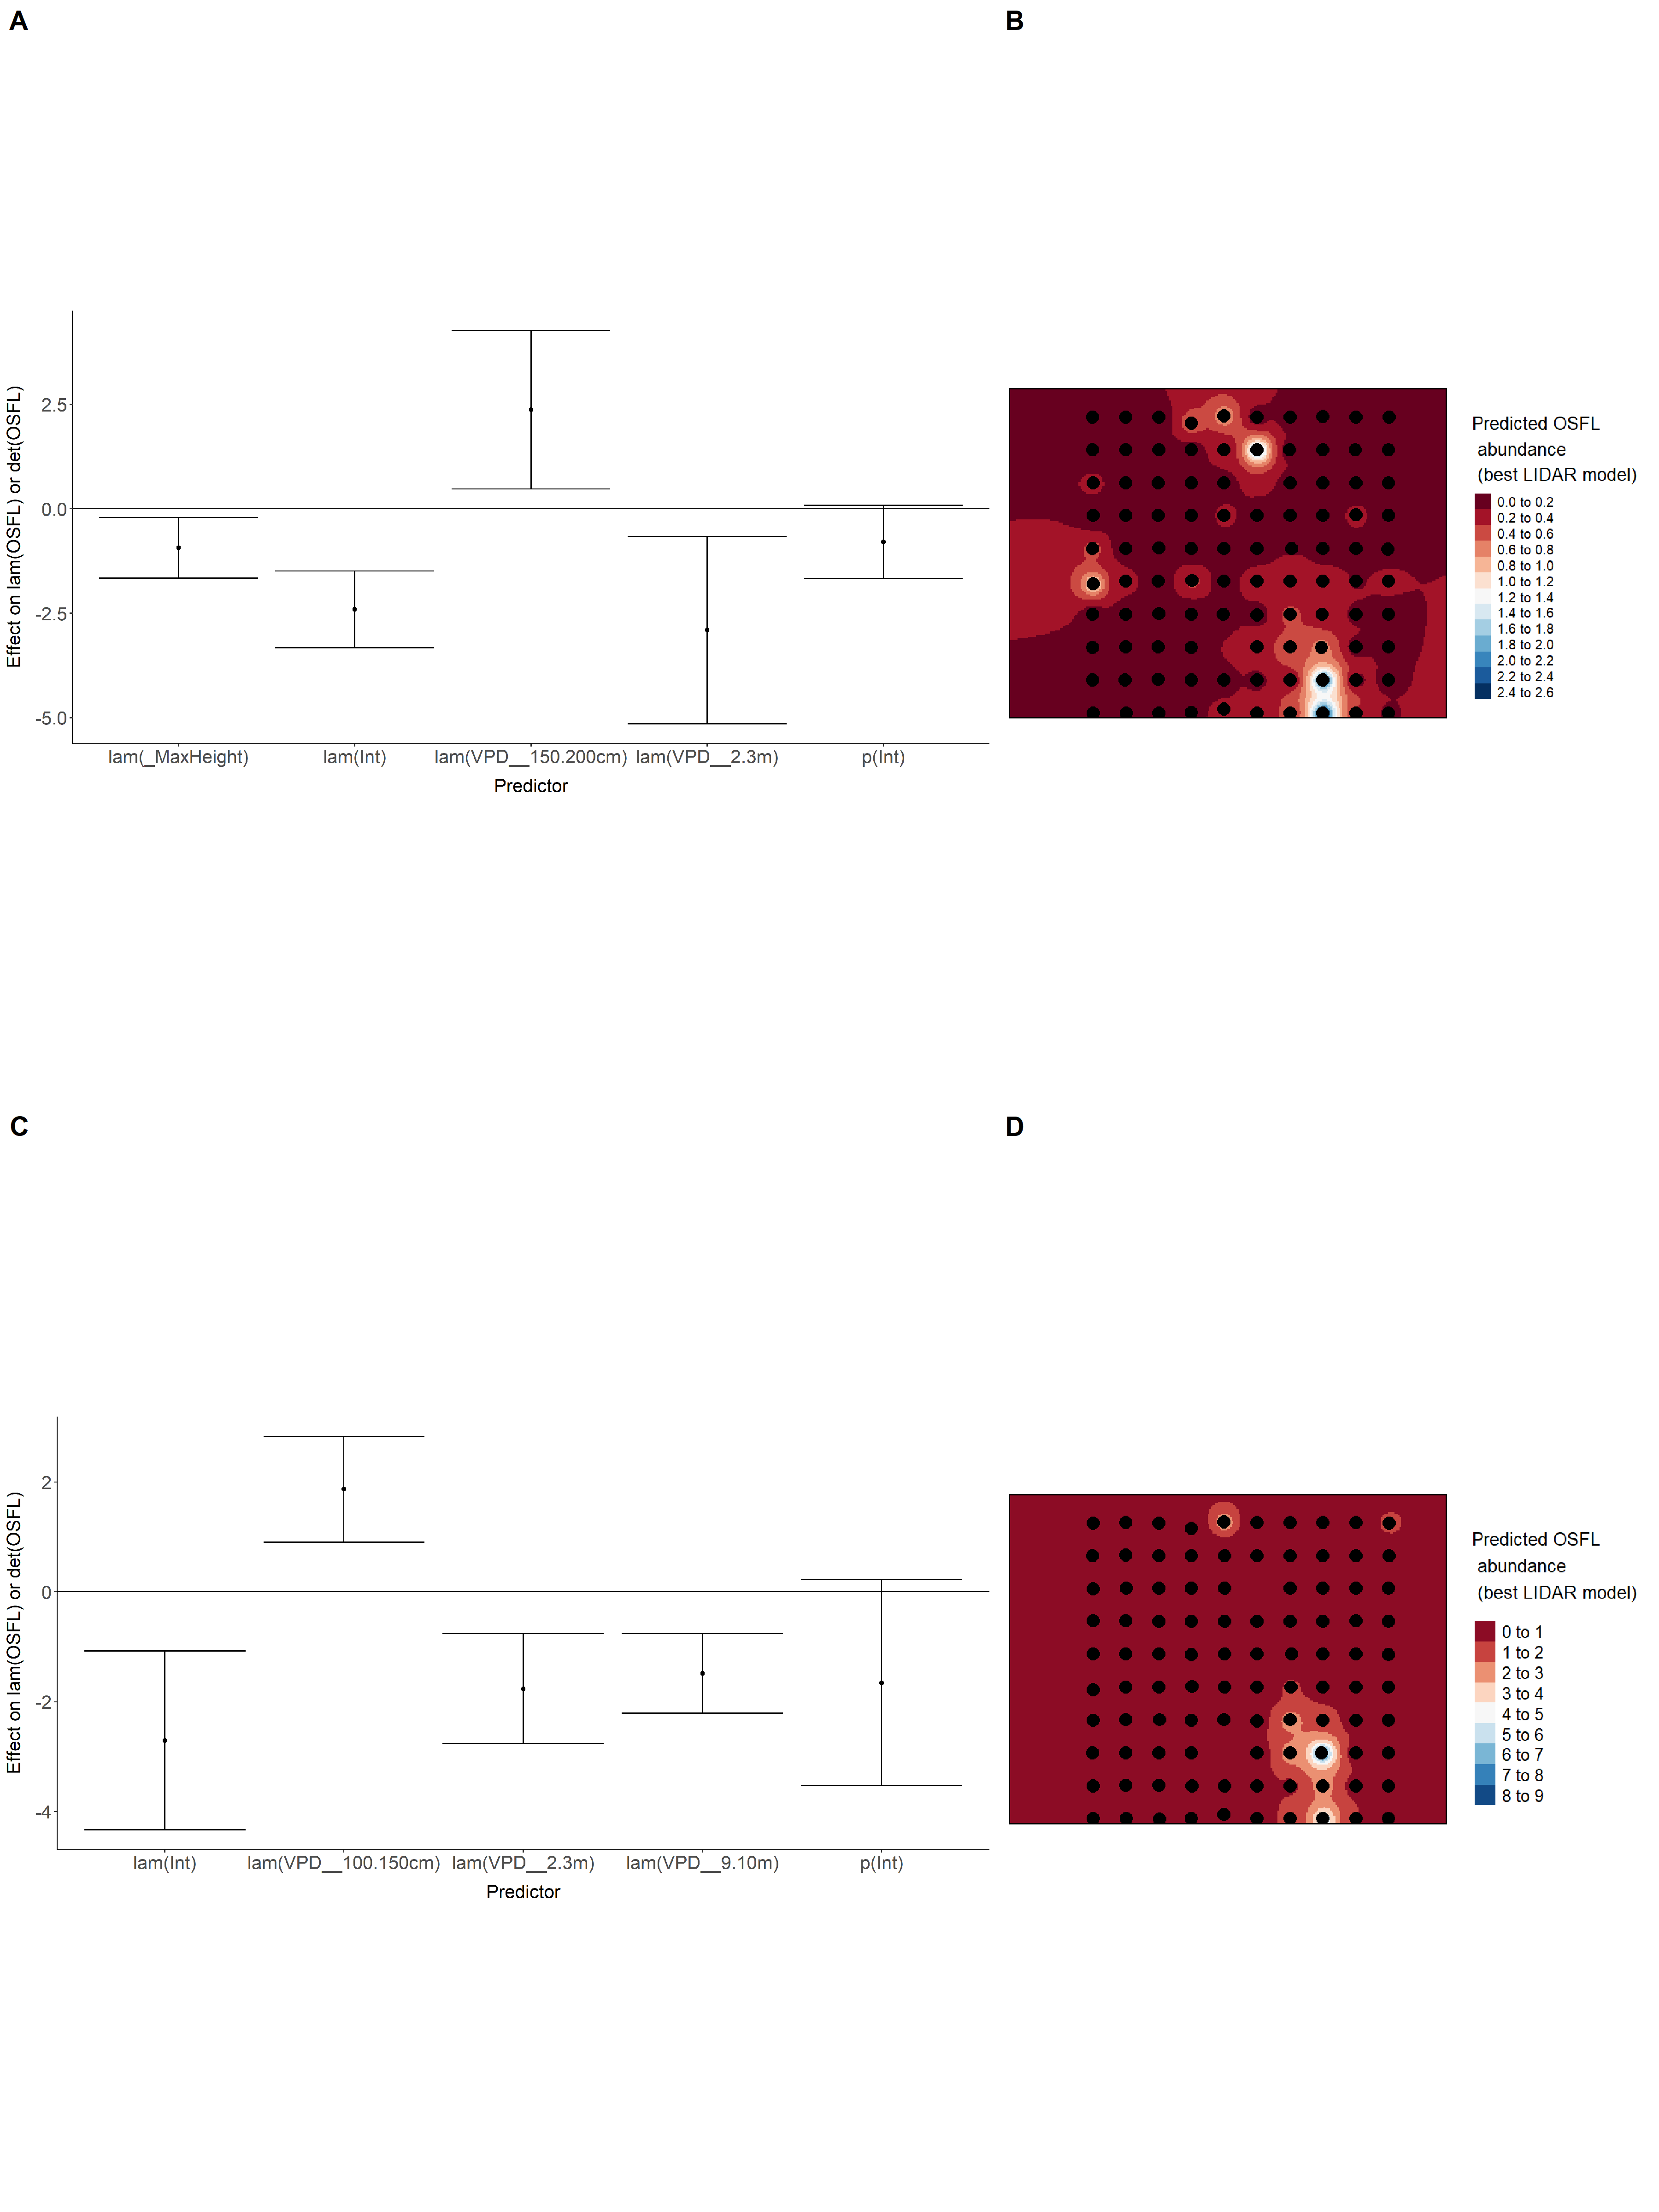 A
B
Effect on lam(OSFL) or det(OSFL)
2.5
0.0
-2.5
-5.0
lam(_MaxHeight)
lam(Int)
lam(VPD__150.200cm)
lam(VPD__2.3m)
p(Int)
Predictor
Predicted OSFL
abundance
(best LIDAR model)
0.0 to 0.2
0.2 to 0.4
0.4 to 0.6
0.6 to 0.8
0.8 to 1.0
1.0 to 1.2
1.2 to 1.4
1.4 to 1.6
1.6 to 1.8
1.8 to 2.0
2.0 to 2.2
2.2 to 2.4
2.4 to 2.6
C
D
Effect on lam(OSFL) or det(OSFL)
2
0
-2
-4
lam(Int)
lam(VPD__100.150cm)
lam(VPD__2.3m)
lam(VPD__9.10m)
p(Int)
Predictor
Predicted OSFL
abundance
(best LIDAR model)
0 to 1
1 to 2
2 to 3
3 to 4
4 to 5
5 to 6
6 to 7
7 to 8
8 to 9